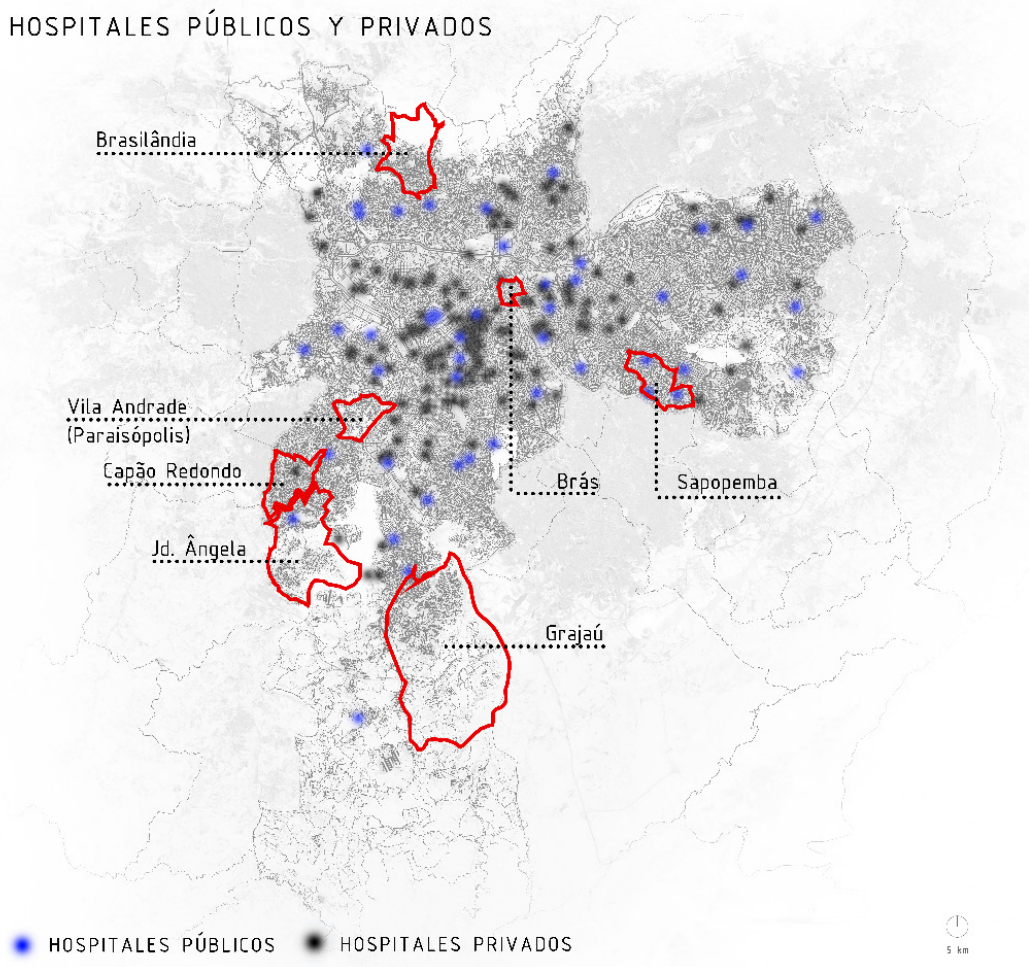 HOSPITALES PÚBLICOS Y PRIVADOS
Brasilândia
Vila Andrade
(Paraisópolis)
Capão Redondo
Brás
Sapopemba
Jd. Ângela
Grajaú
HOSPITALES PÚBLICOS
HOSPITALES PRIVADOS
5 km